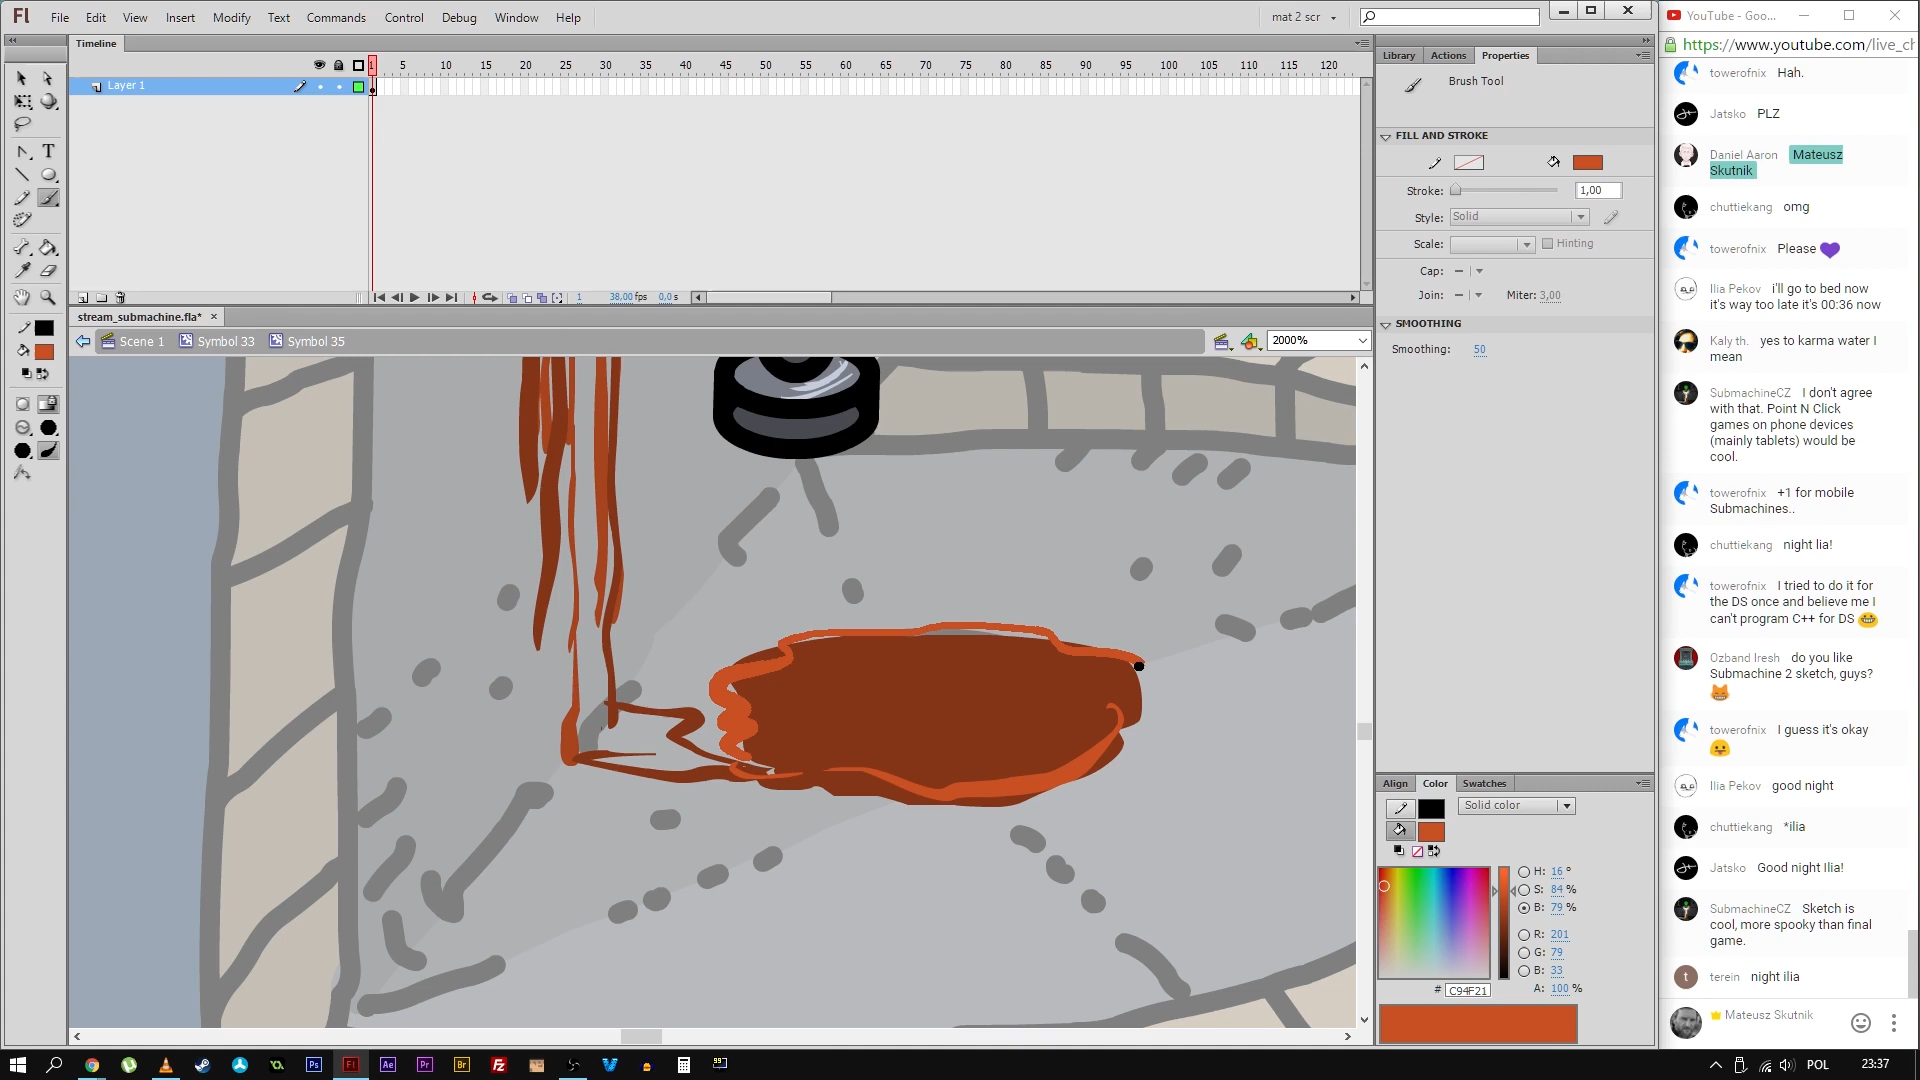 Fl File Edit View Insert Modify Text Commands Control Debug Window Help mat 2 scr
Timeline
1 5 10 15 20 25 30 35 40 45 50 55 60 65 70 75 80 85 90 95 100 105 110 115 120
Layer 1
1 38,00 fps 0,0 s
stream_submachine.fla* ×
Scene 1 Symbol 33 Symbol 35 2000%
Library Actions Properties
Brush Tool
FILL AND STROKE
Stroke: 1,00
Style: Solid
Scale: Hinting
Cap: –
Join: – Miter: 3,00
SMOOTHING
Smoothing: 50
Align Color Swatches
Solid color
H: 16 °
S: 84 %
B: 79 %
R: 201
G: 79
B: 33
# C94F21 A: 100 %
YouTube - Goo...
https://www.youtube.com/live_ch
towerofnix Hah.
Jatsko PLZ
Daniel Aaron Mateusz
Skutnik
chuttiekang omg
towerofnix Please
Ilia Pekov i'll go to bed now
it's way too late it's 00:36 now
Kaly th. yes to karma water I
mean
SubmachineCZ I don't agree
with that. Point N Click
games on phone devices
(mainly tablets) would be
cool.
towerofnix +1 for mobile
Submachines..
chuttiekang night lia!
towerofnix I tried to do it for
the DS once and believe me I
can't program C++ for DS
Ozband Iresh do you like
Submachine 2 sketch, guys?
towerofnix I guess it's okay
Ilia Pekov good night
chuttiekang *ilia
Jatsko Good night Ilia!
SubmachineCZ Sketch is
cool, more spooky than final
game.
t terein night ilia
Mateusz Skutnik
Ps Fl Ae Pr Br Fz 99 POL 23:37